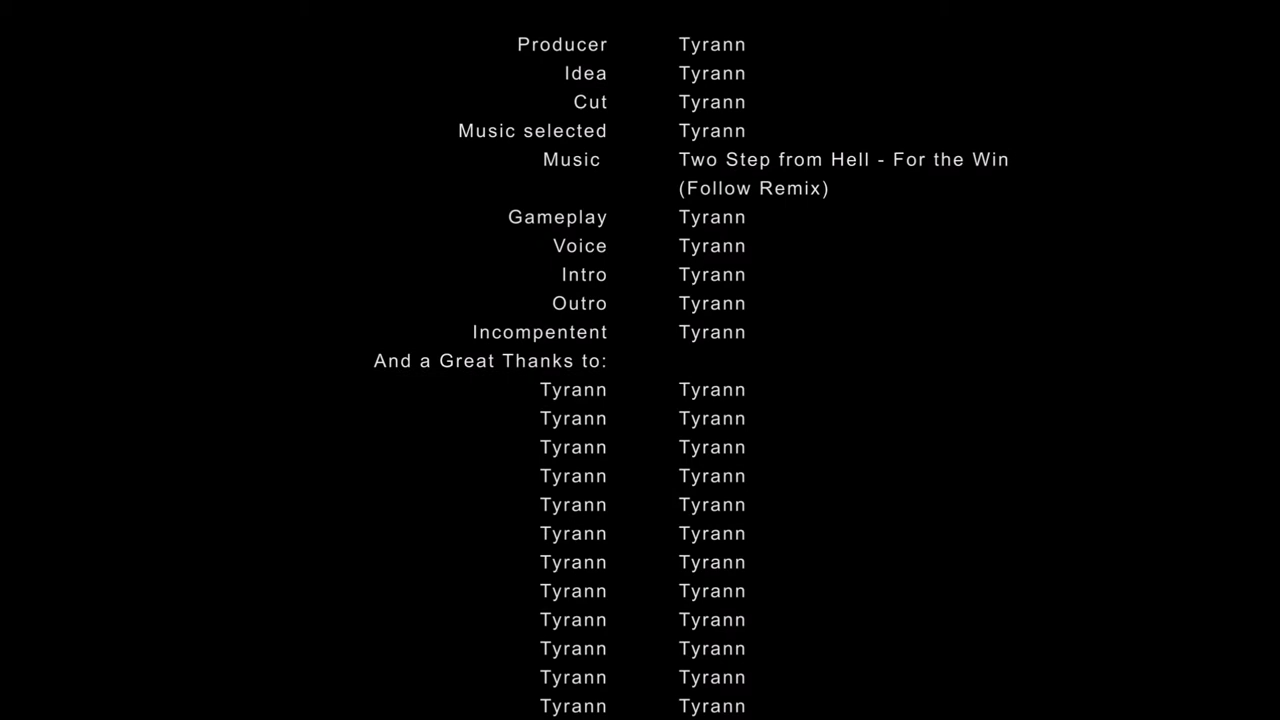 Producer Tyrann
Idea Tyrann
Cut Tyrann
Music selected Tyrann
Music Two Step from Hell - For the Win
(Follow Remix)
Gameplay Tyrann
Voice Tyrann
Intro Tyrann
Outro Tyrann
Incompentent Tyrann
And a Great Thanks to:
Tyrann Tyrann
Tyrann Tyrann
Tyrann Tyrann
Tyrann Tyrann
Tyrann Tyrann
Tyrann Tyrann
Tyrann Tyrann
Tyrann Tyrann
Tyrann Tyrann
Tyrann Tyrann
Tyrann Tyrann
Tyrann Tyrann